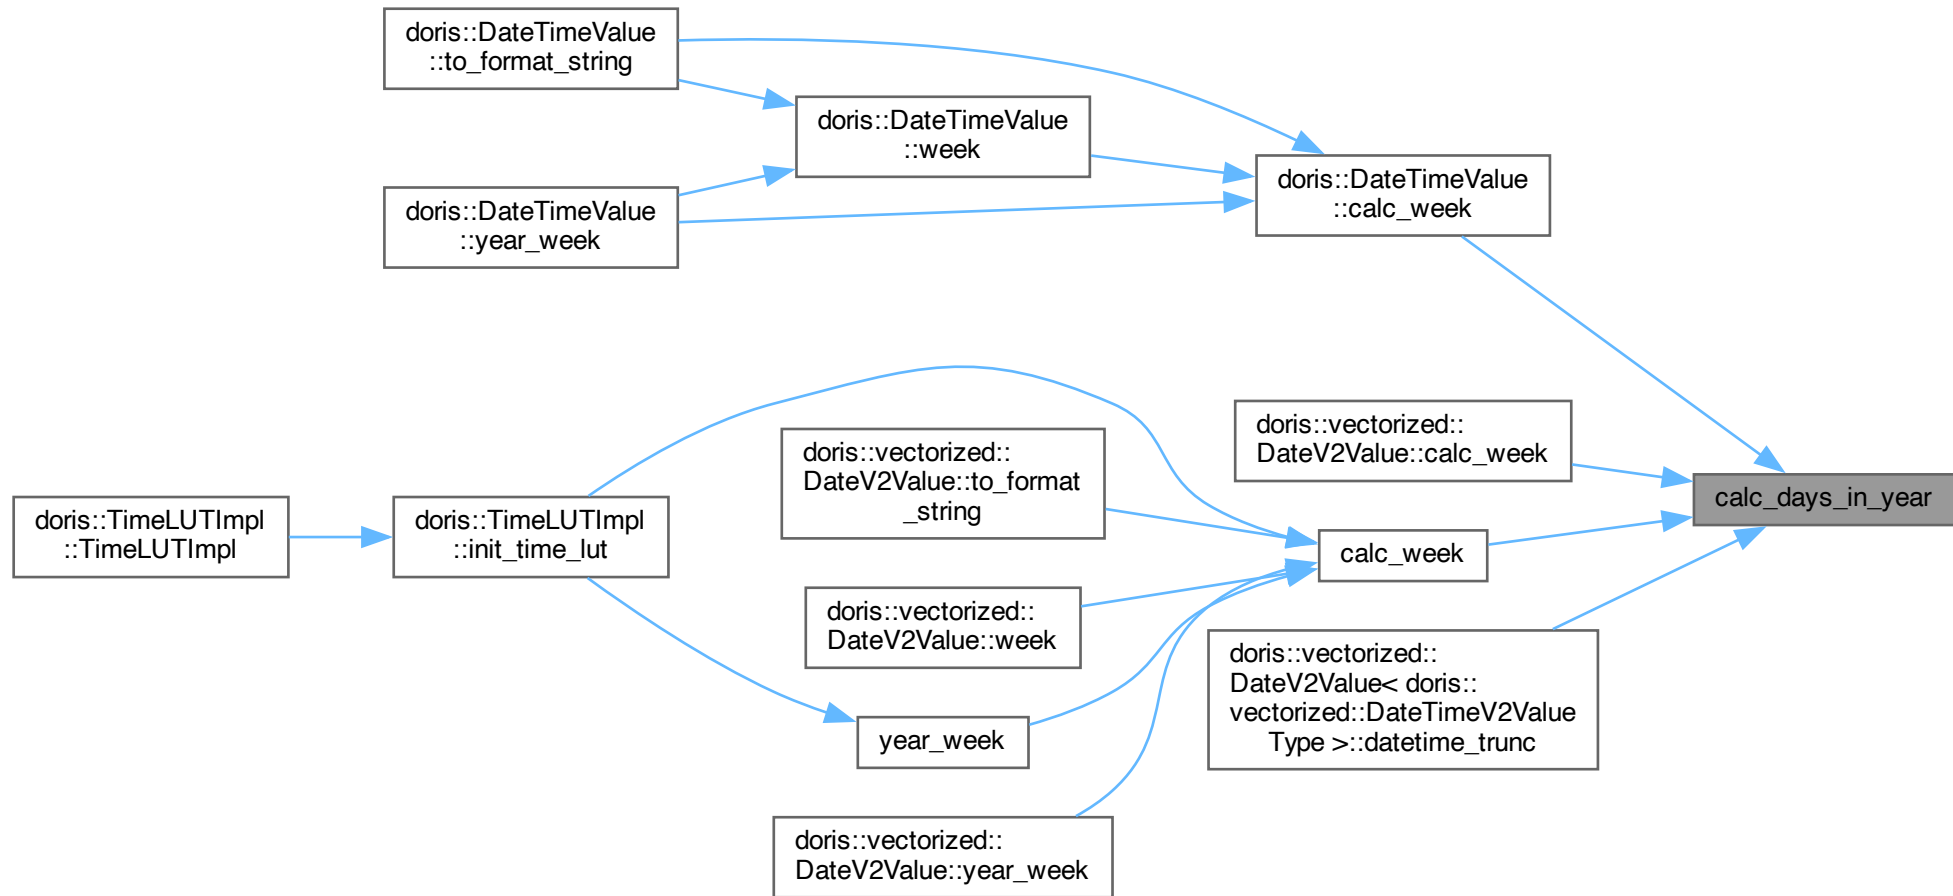 doris::DateTimeValue
::to_format_string
doris::DateTimeValue
::week
doris::DateTimeValue
::calc_week
doris::DateTimeValue
::year_week
doris::vectorized::
DateV2Value::calc_week
doris::vectorized::
DateV2Value::to_format
_string
calc_days_in_year
doris::TimeLUTImpl
::TimeLUTImpl
doris::TimeLUTImpl
::init_time_lut
calc_week
doris::vectorized::
DateV2Value::week
doris::vectorized::
DateV2Value< doris::
vectorized::DateTimeV2Value
Type >::datetime_trunc
year_week
doris::vectorized::
DateV2Value::year_week